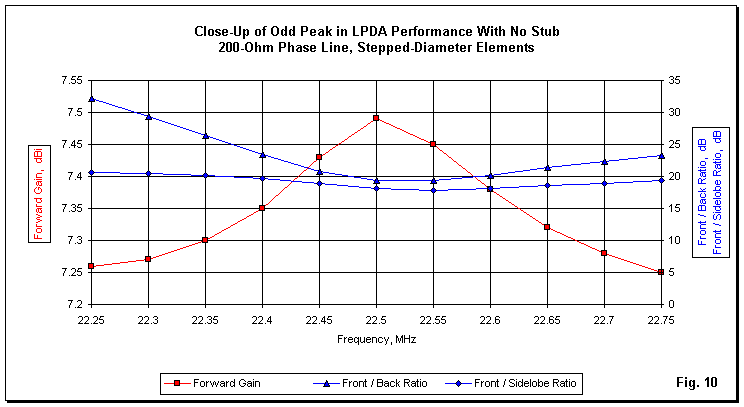 Close-Up of Odd Peak in LPDA Performance With No Stub
200-Ohm Phase Line, Stepped-Diameter Elements
7.55
7.5
7.45
7.4
7.35
7.3
7.25
7.2
Forward Gain, dBi
35
30
25
20
15
10
5
0
Front / Back Ratio, dB
Front / Sidelobe Ratio, dB
22.25 22.3 22.35 22.4 22.45 22.5 22.55 22.6 22.65 22.7 22.75
Frequency, MHz
Forward Gain Front / Back Ratio Front / Sidelobe Ratio
Fig. 10